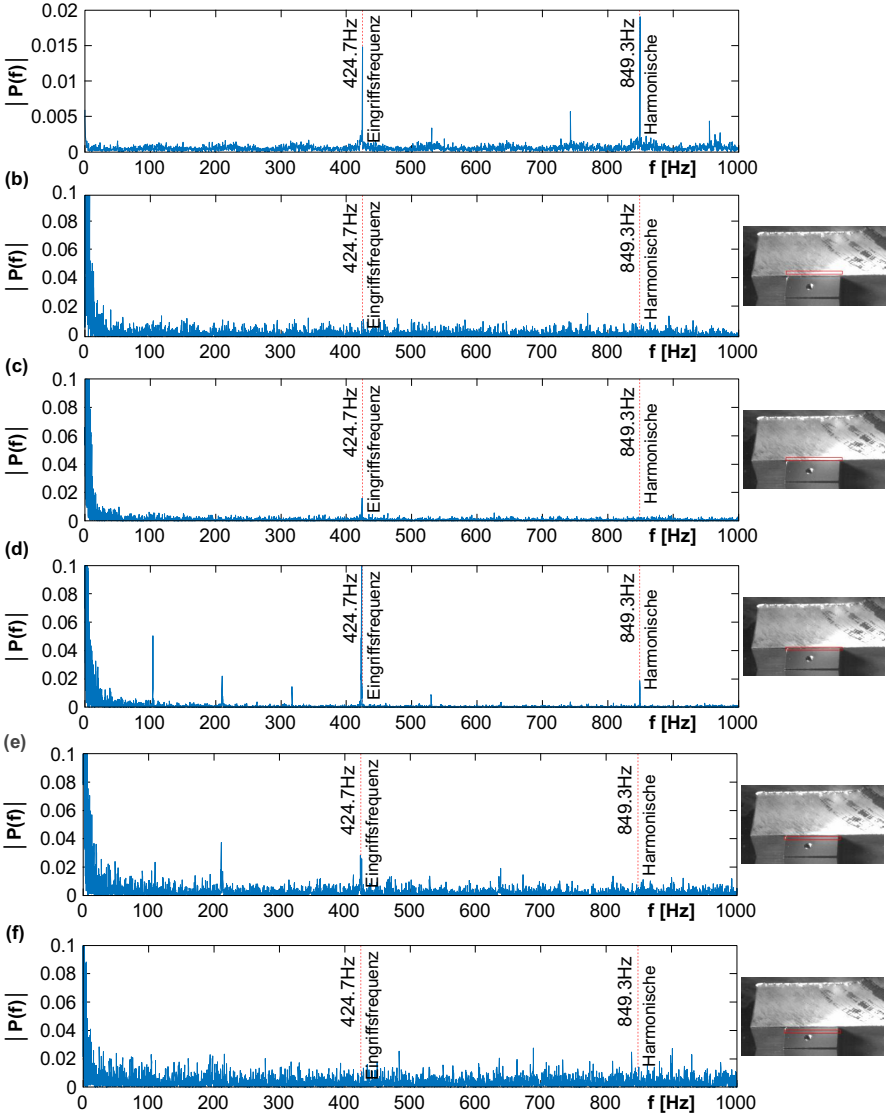 0.02
0.015
0.01
0.005
0
|P(f)|
424.7Hz
Eingriffsfrequenz
849.3Hz
Harmonische
0 100 200 300 400 500 600 700 800 900 1000
f [Hz]
(b)
0.1
0.08
0.06
0.04
0.02
0
|P(f)|
424.7Hz
Eingriffsfrequenz
849.3Hz
Harmonische
0 100 200 300 400 500 600 700 800 900 1000
f [Hz]
(c)
0.1
0.08
0.06
0.04
0.02
0
|P(f)|
424.7Hz
Eingriffsfrequenz
849.3Hz
Harmonische
0 100 200 300 400 500 600 700 800 900 1000
f [Hz]
(d)
0.1
0.08
0.06
0.04
0.02
0
|P(f)|
424.7Hz
Eingriffsfrequenz
849.3Hz
Harmonische
0 100 200 300 400 500 600 700 800 900 1000
f [Hz]
(e)
0.1
0.08
0.06
0.04
0.02
0
|P(f)|
424.7Hz
Eingriffsfrequenz
849.3Hz
Harmonische
0 100 200 300 400 500 600 700 800 900 1000
f [Hz]
(f)
0.1
0.08
0.06
0.04
0.02
0
|P(f)|
424.7Hz
Eingriffsfrequenz
849.3Hz
Harmonische
0 100 200 300 400 500 600 700 800 900 1000
f [Hz]